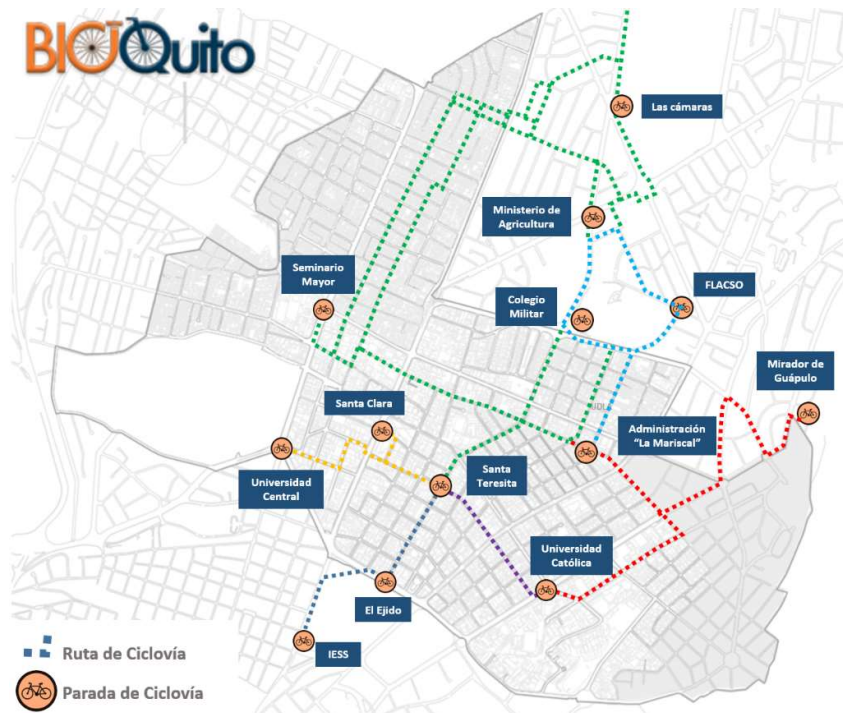 BICIQuito
Las cámaras
Ministerio de
Agricultura
Seminario
Mayor
Colegio
Militar
FLACSO
Mirador de
Guápulo
Santa Clara
Administración
"La Mariscal"
Universidad
Central
Santa
Teresita
Universidad
Católica
El Ejido
IESS
Ruta de Ciclovía
Parada de Ciclovía